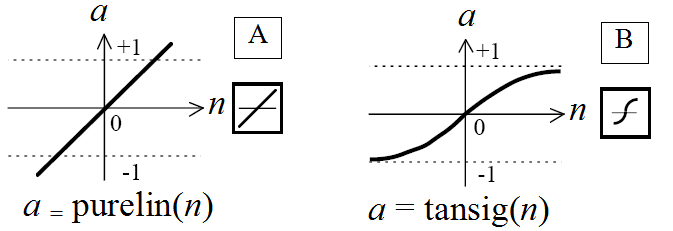 a
+1
A
n
0
-1
a = purelin(n)
a
+1
B
n
0
-1
a = tansig(n)